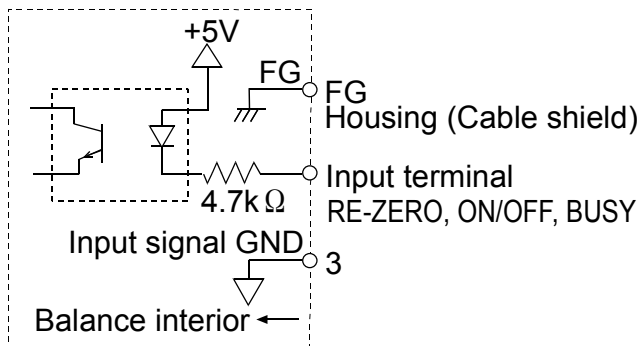 +5V
FG
FG
Housing (Cable shield)
4.7k Ω
Input terminal
RE-ZERO, ON/OFF, BUSY
Input signal GND
3
Balance interior